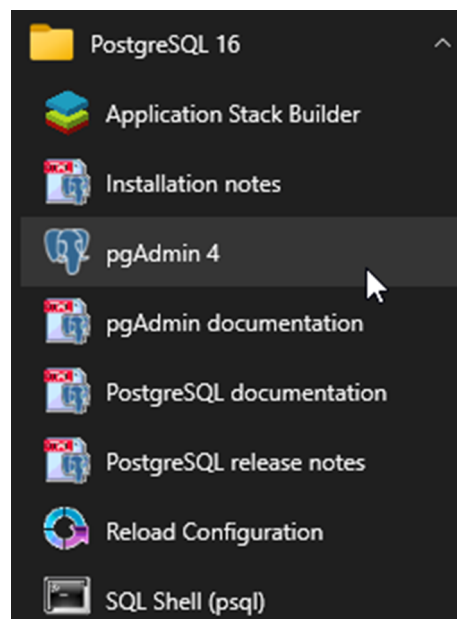 PostgreSQL 16
Application Stack Builder
Installation notes
pgAdmin 4
pgAdmin documentation
PostgreSQL documentation
PostgreSQL release notes
Reload Configuration
SQL Shell (psql)